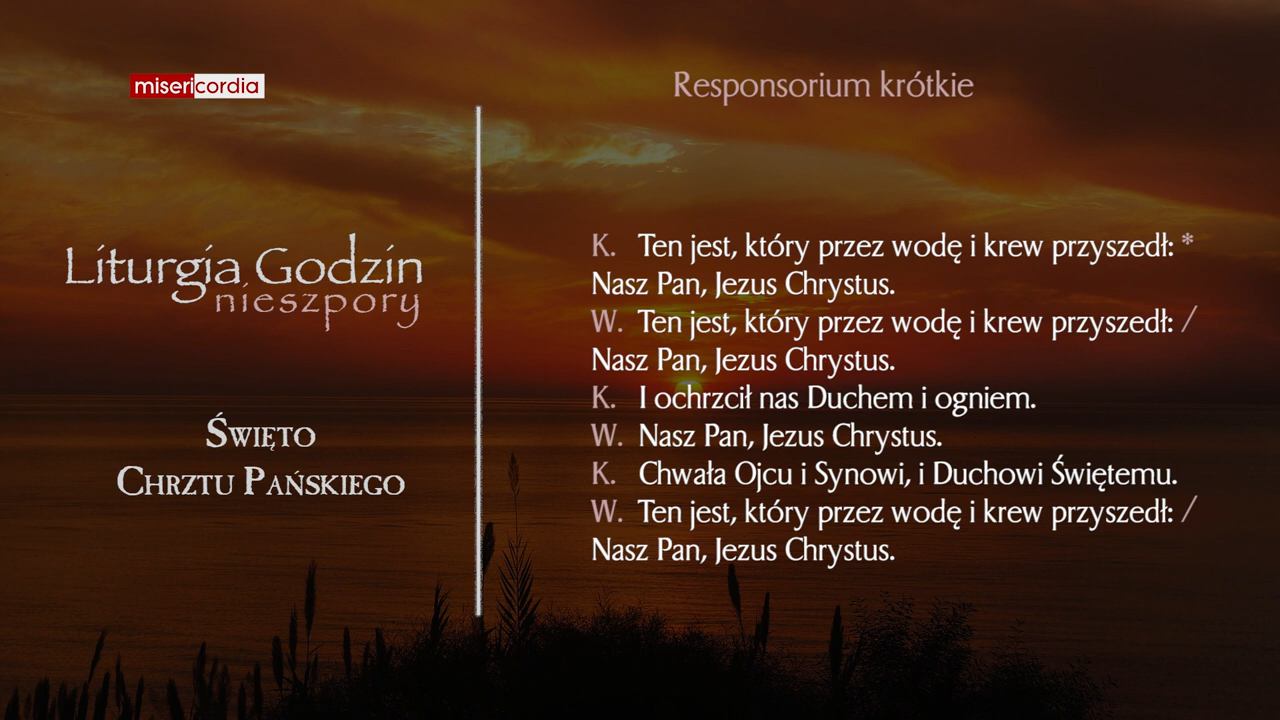 misericordia
Responsorium krótkie
Liturgia Godzin
nieszpory
Święto
Chrztu Pańskiego
K. Ten jest, który przez wodę i krew przyszedł: *
Nasz Pan, Jezus Chrystus.
W. Ten jest, który przez wodę i krew przyszedł: /
Nasz Pan, Jezus Chrystus.
K. I ochrzcił nas Duchem i ogniem.
W. Nasz Pan, Jezus Chrystus.
K. Chwała Ojcu i Synowi, i Duchowi Świętemu.
W. Ten jest, który przez wodę i krew przyszedł: /
Nasz Pan, Jezus Chrystus.